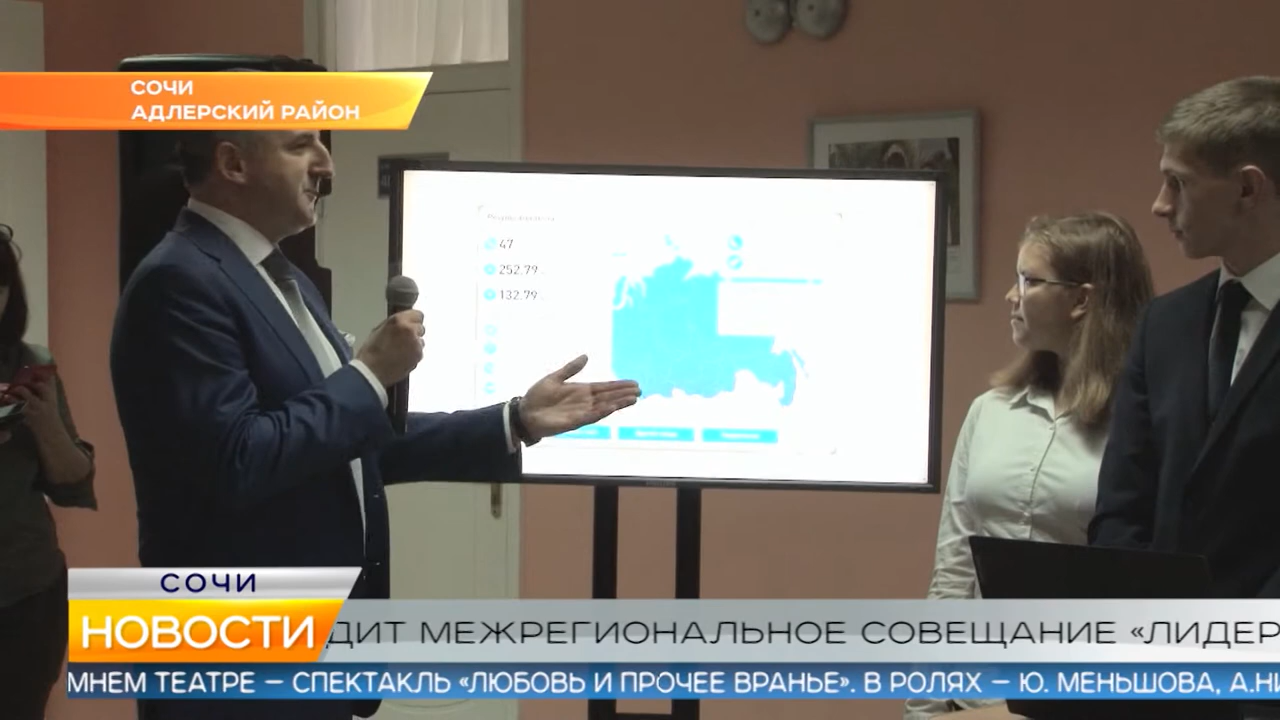 СОЧИ
АДЛЕРСКИЙ РАЙОН
47
252.79
132.79
СОЧИ
НОВОСТИ
ДИТ МЕЖРЕГИОНАЛЬНОЕ СОВЕЩАНИЕ «ЛИДЕР
МНЕМ ТЕАТРЕ – СПЕКТАКЛЬ «ЛЮБОВЬ И ПРОЧЕЕ ВРАНЬЕ». В РОЛЯХ – Ю. МЕНЬШОВА, А.НИ